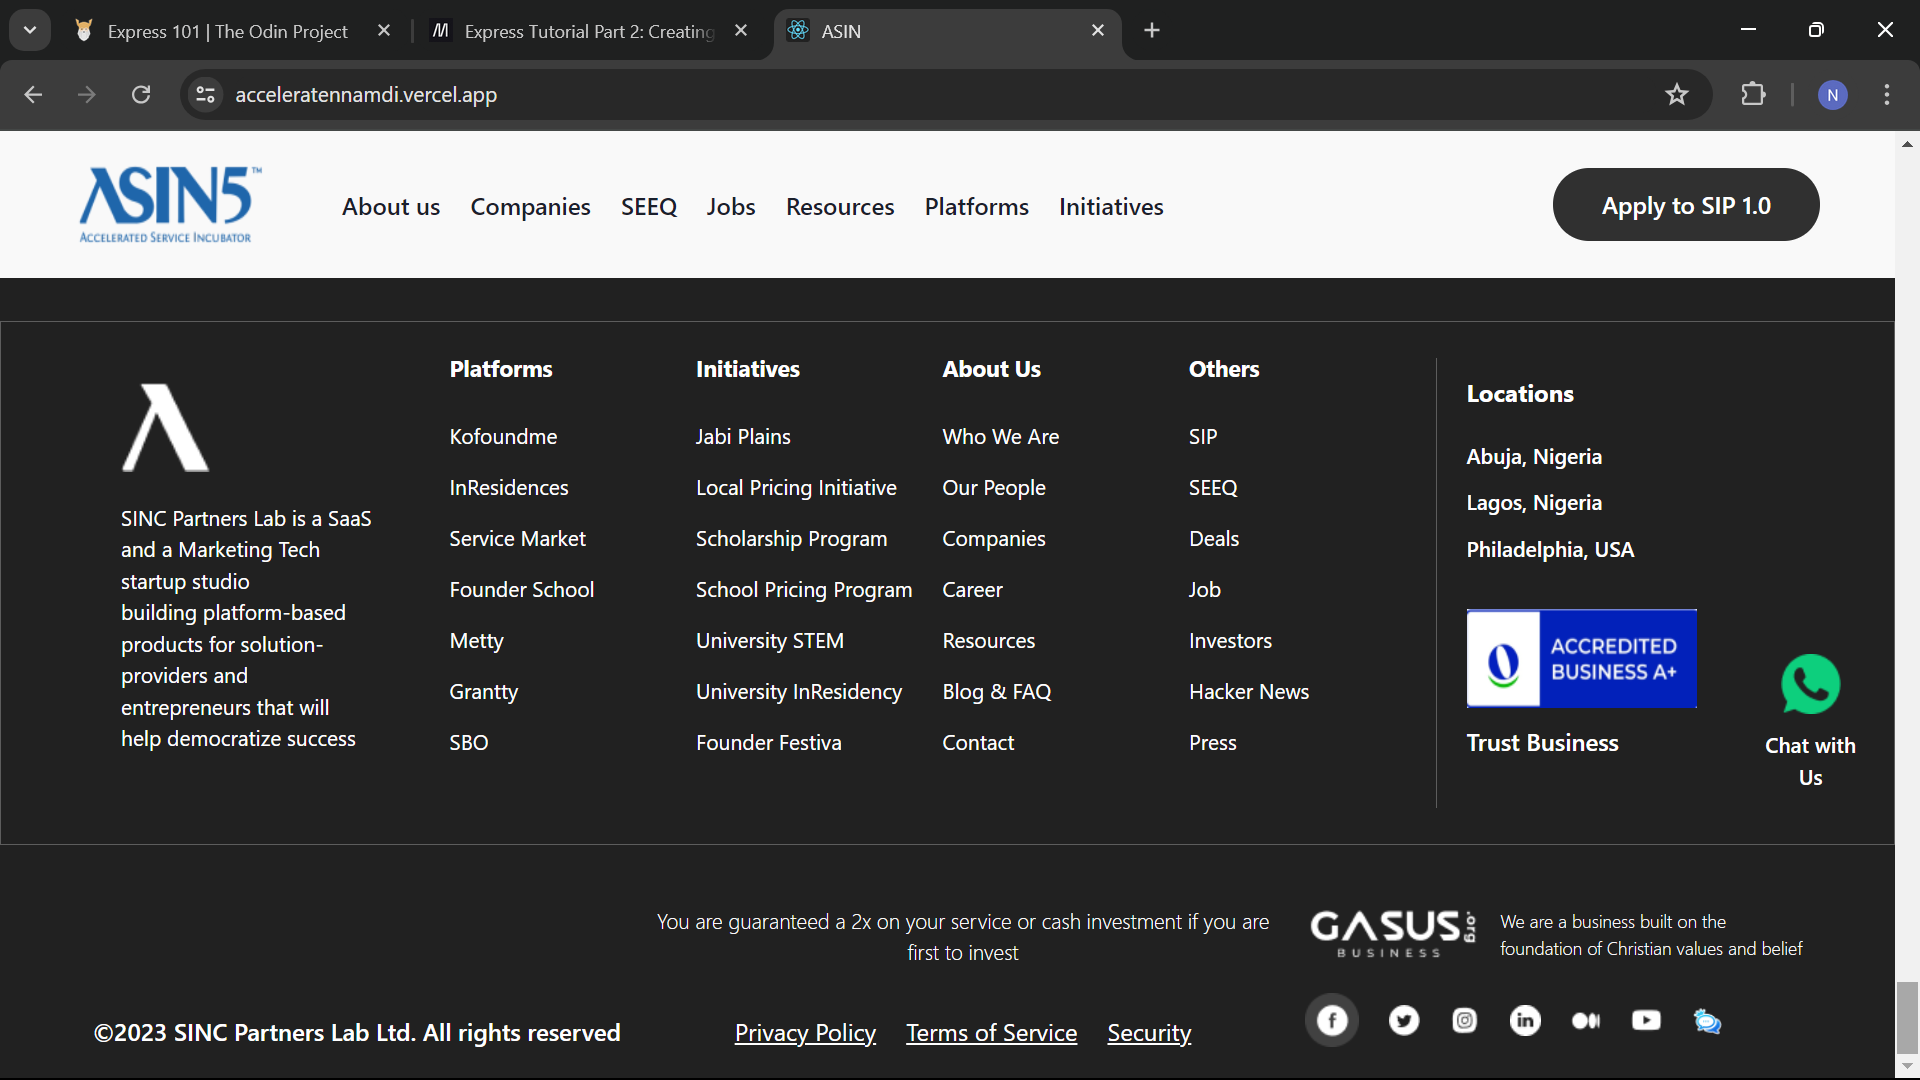 Express 101 | The Odin Project
Express Tutorial Part 2: Creating
ASIN
acceleratennamdi.vercel.app
N
ASIN5™
ACCELERATED SERVICE INCUBATOR
About us
Companies
SEEQ
Jobs
Resources
Platforms
Initiatives
Apply to SIP 1.0
SINC Partners Lab is a SaaS
and a Marketing Tech
startup studio
building platform-based
products for solution-
providers and
entrepreneurs that will
help democratize success
Platforms
Kofoundme
InResidences
Service Market
Founder School
Metty
Grantty
SBO
Initiatives
Jabi Plains
Local Pricing Initiative
Scholarship Program
School Pricing Program
University STEM
University InResidency
Founder Festiva
About Us
Who We Are
Our People
Companies
Career
Resources
Blog & FAQ
Contact
Others
SIP
SEEQ
Deals
Job
Investors
Hacker News
Press
Locations
Abuja, Nigeria
Lagos, Nigeria
Philadelphia, USA
ACCREDITED
BUSINESS A+
Trust Business
Chat with
Us
You are guaranteed a 2x on your service or cash investment if you are
first to invest
GASUS.org
BUSINESS
We are a business built on the
foundation of Christian values and belief
©2023 SINC Partners Lab Ltd. All rights reserved
Privacy Policy
Terms of Service
Security